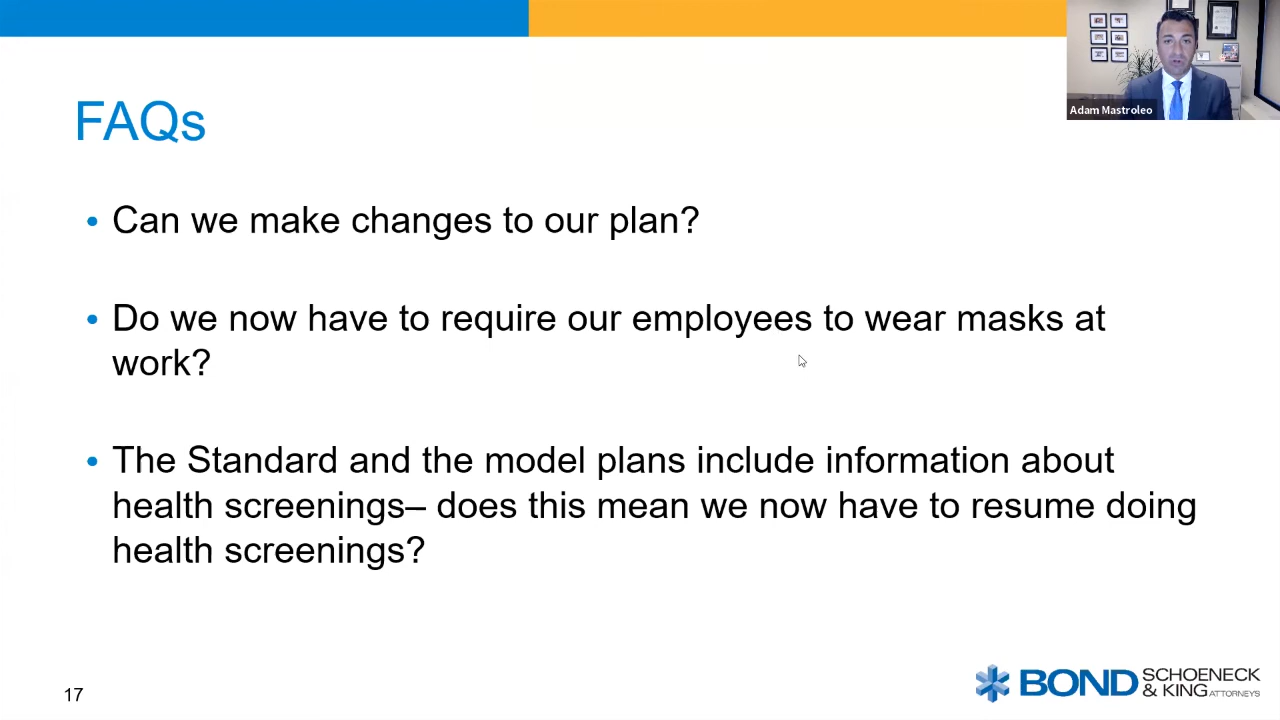 Adam Mastroleo
FAQs
• Can we make changes to our plan?
• Do we now have to require our employees to wear masks at
work?
• The Standard and the model plans include information about
health screenings– does this mean we now have to resume doing
health screenings?
17
BOND SCHOENECK
& KING ATTORNEYS